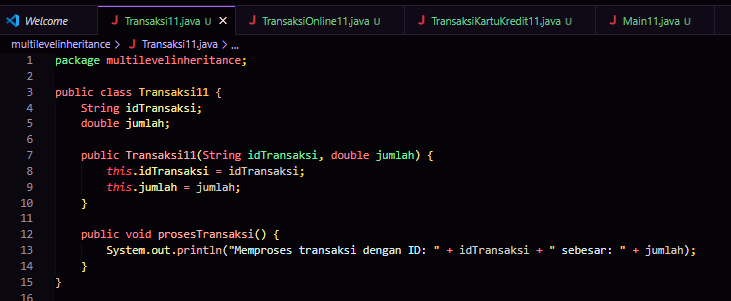 Welcome J Transaksi11.java U × J TransaksiOnline11.java U J TransaksiKartuKredit11.java U J Main11.java U
multilevelinheritance > J Transaksi11.java > ...
1 package multilevelinheritance;
2
3 public class Transaksi11 {
4 String idTransaksi;
5 double jumlah;
6
7 public Transaksi11(String idTransaksi, double jumlah) {
8 this.idTransaksi = idTransaksi;
9 this.jumlah = jumlah;
10 }
11
12 public void prosesTransaksi() {
13 System.out.println("Memproses transaksi dengan ID: " + idTransaksi + " sebesar: " + jumlah);
14 }
15 }
16